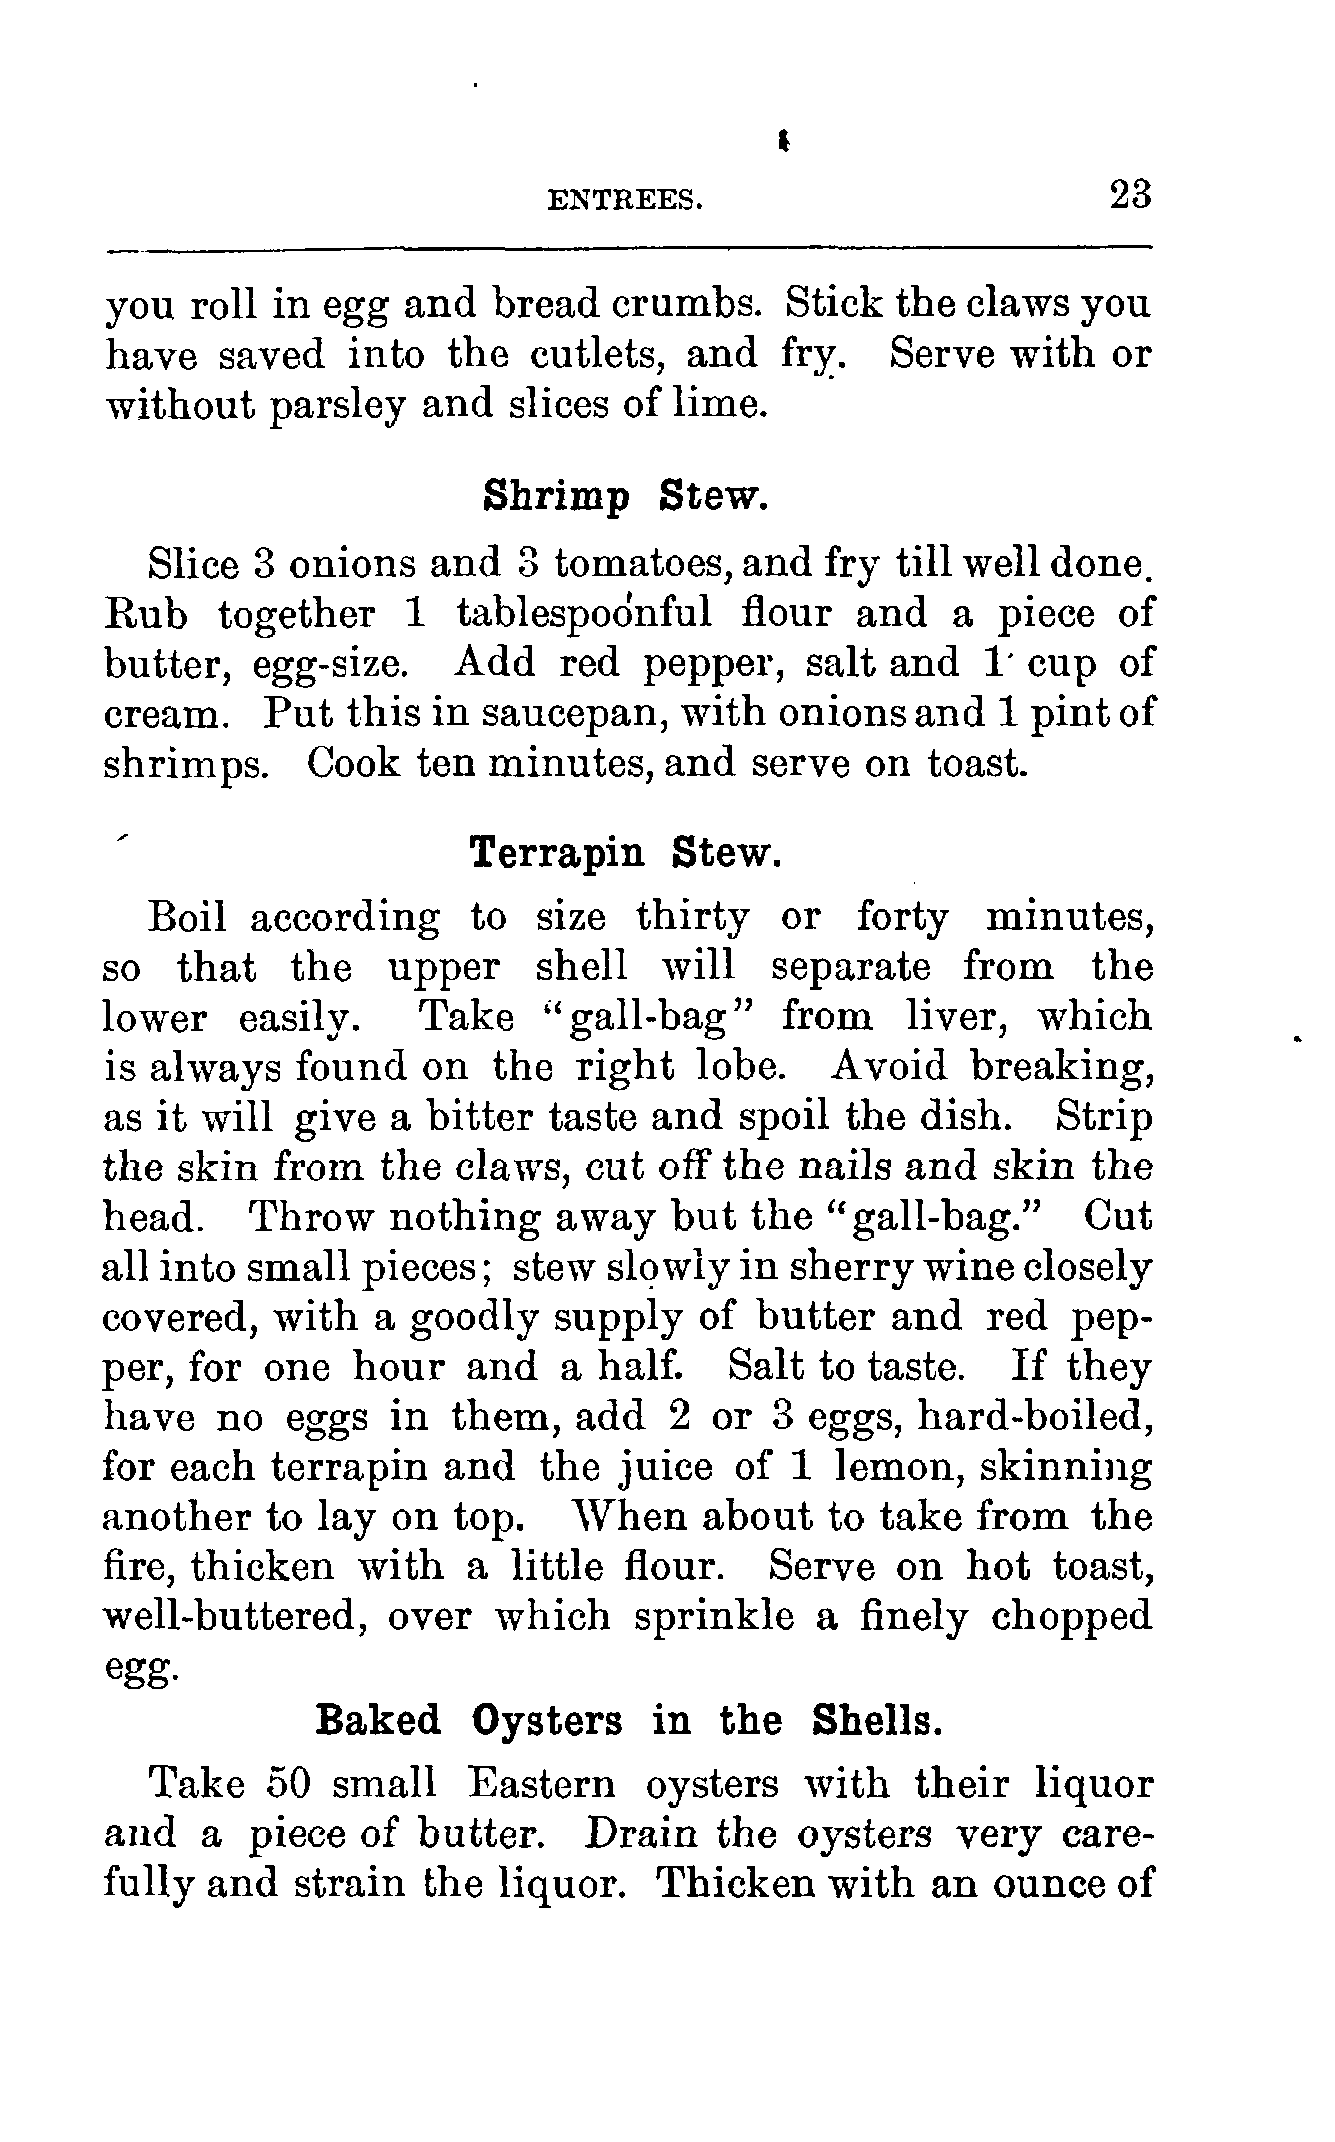 ENTREES. 23
you roll in egg and bread crumbs. Stick the claws you
have saved into the cutlets, and fry. Serve with or
without parsley and slices of lime.
Shrimp Stew.
Slice 3 onions and 3 tomatoes, and fry till well done.
Rub together 1 tablespoonful flour and a piece of
butter, egg-size. Add red pepper, salt and 1 cup of
cream. Put this in saucepan, with onions and 1 pint of
shrimps. Cook ten minutes, and serve on toast.
Terrapin Stew.
Boil according to size thirty or forty minutes,
so that the upper shell will separate from the
lower easily. Take "gall-bag" from liver, which
is always found on the right lobe. Avoid breaking,
as it will give a bitter taste and spoil the dish. Strip
the skin from the claws, cut off the nails and skin the
head. Throw nothing away but the "gall-bag." Cut
all into small pieces; stew slowly in sherry wine closely
covered, with a goodly supply of butter and red pep-
per, for one hour and a half. Salt to taste. If they
have no eggs in them, add 2 or 3 eggs, hard-boiled,
for each terrapin and the juice of 1 lemon, skinning
another to lay on top. When about to take from the
fire, thicken with a little flour. Serve on hot toast,
well-buttered, over which sprinkle a finely chopped
egg.
Baked Oysters in the Shells.
Take 50 small Eastern oysters with their liquor
and a piece of butter. Drain the oysters very care-
fully and strain the liquor. Thicken with an ounce of